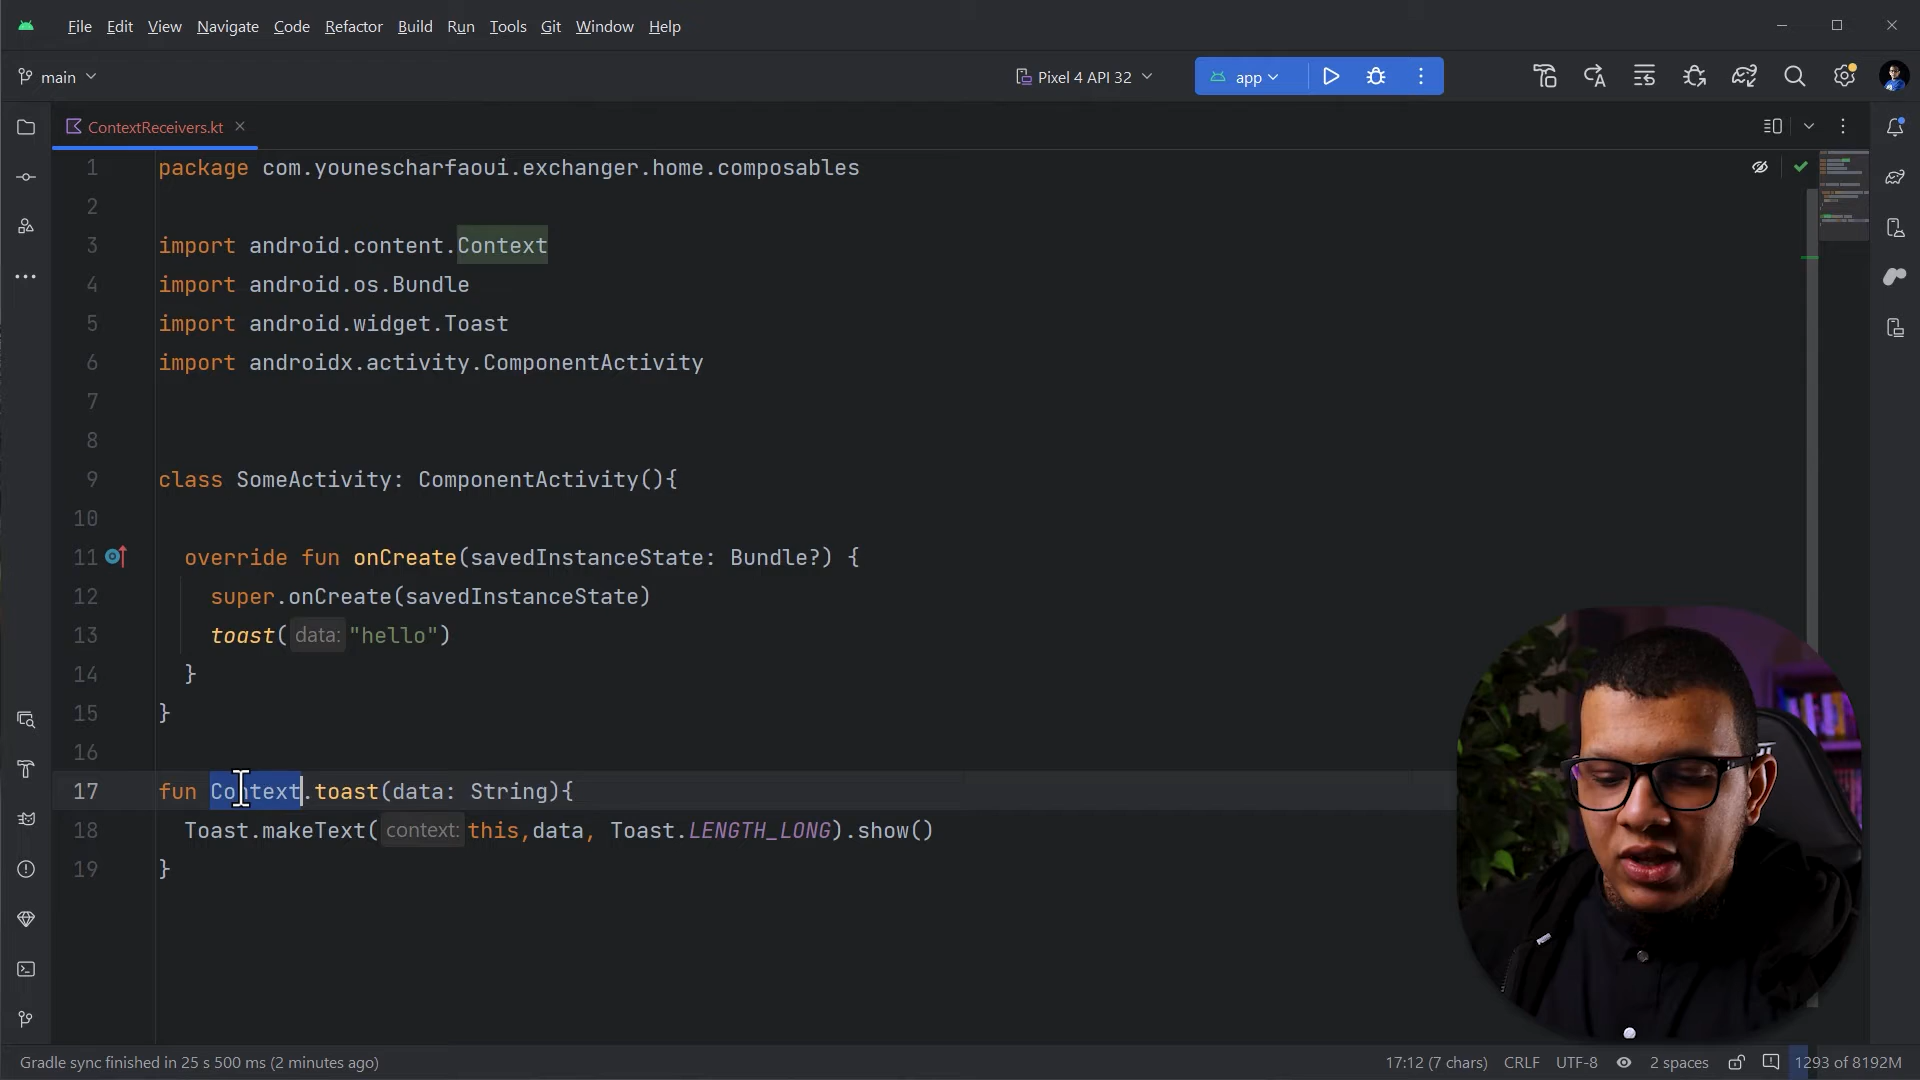 File Edit View Navigate Code Refactor Build Run Tools Git Window Help
main Pixel 4 API 32 app
ContextReceivers.kt
1 package com.younescharfaoui.exchanger.home.composables
2
3 import android.content.Context
4 import android.os.Bundle
5 import android.widget.Toast
6 import androidx.activity.ComponentActivity
7
8
9 class SomeActivity: ComponentActivity(){
10
11 override fun onCreate(savedInstanceState: Bundle?) {
12 super.onCreate(savedInstanceState)
13 toast( data: "hello")
14 }
15 }
16
17 fun Context.toast(data: String){
18 Toast.makeText( context: this,data, Toast.LENGTH_LONG).show()
19 }
Gradle sync finished in 25 s 500 ms (2 minutes ago) 17:12 (7 chars) CRLF UTF-8 2 spaces 1293 of 8192M